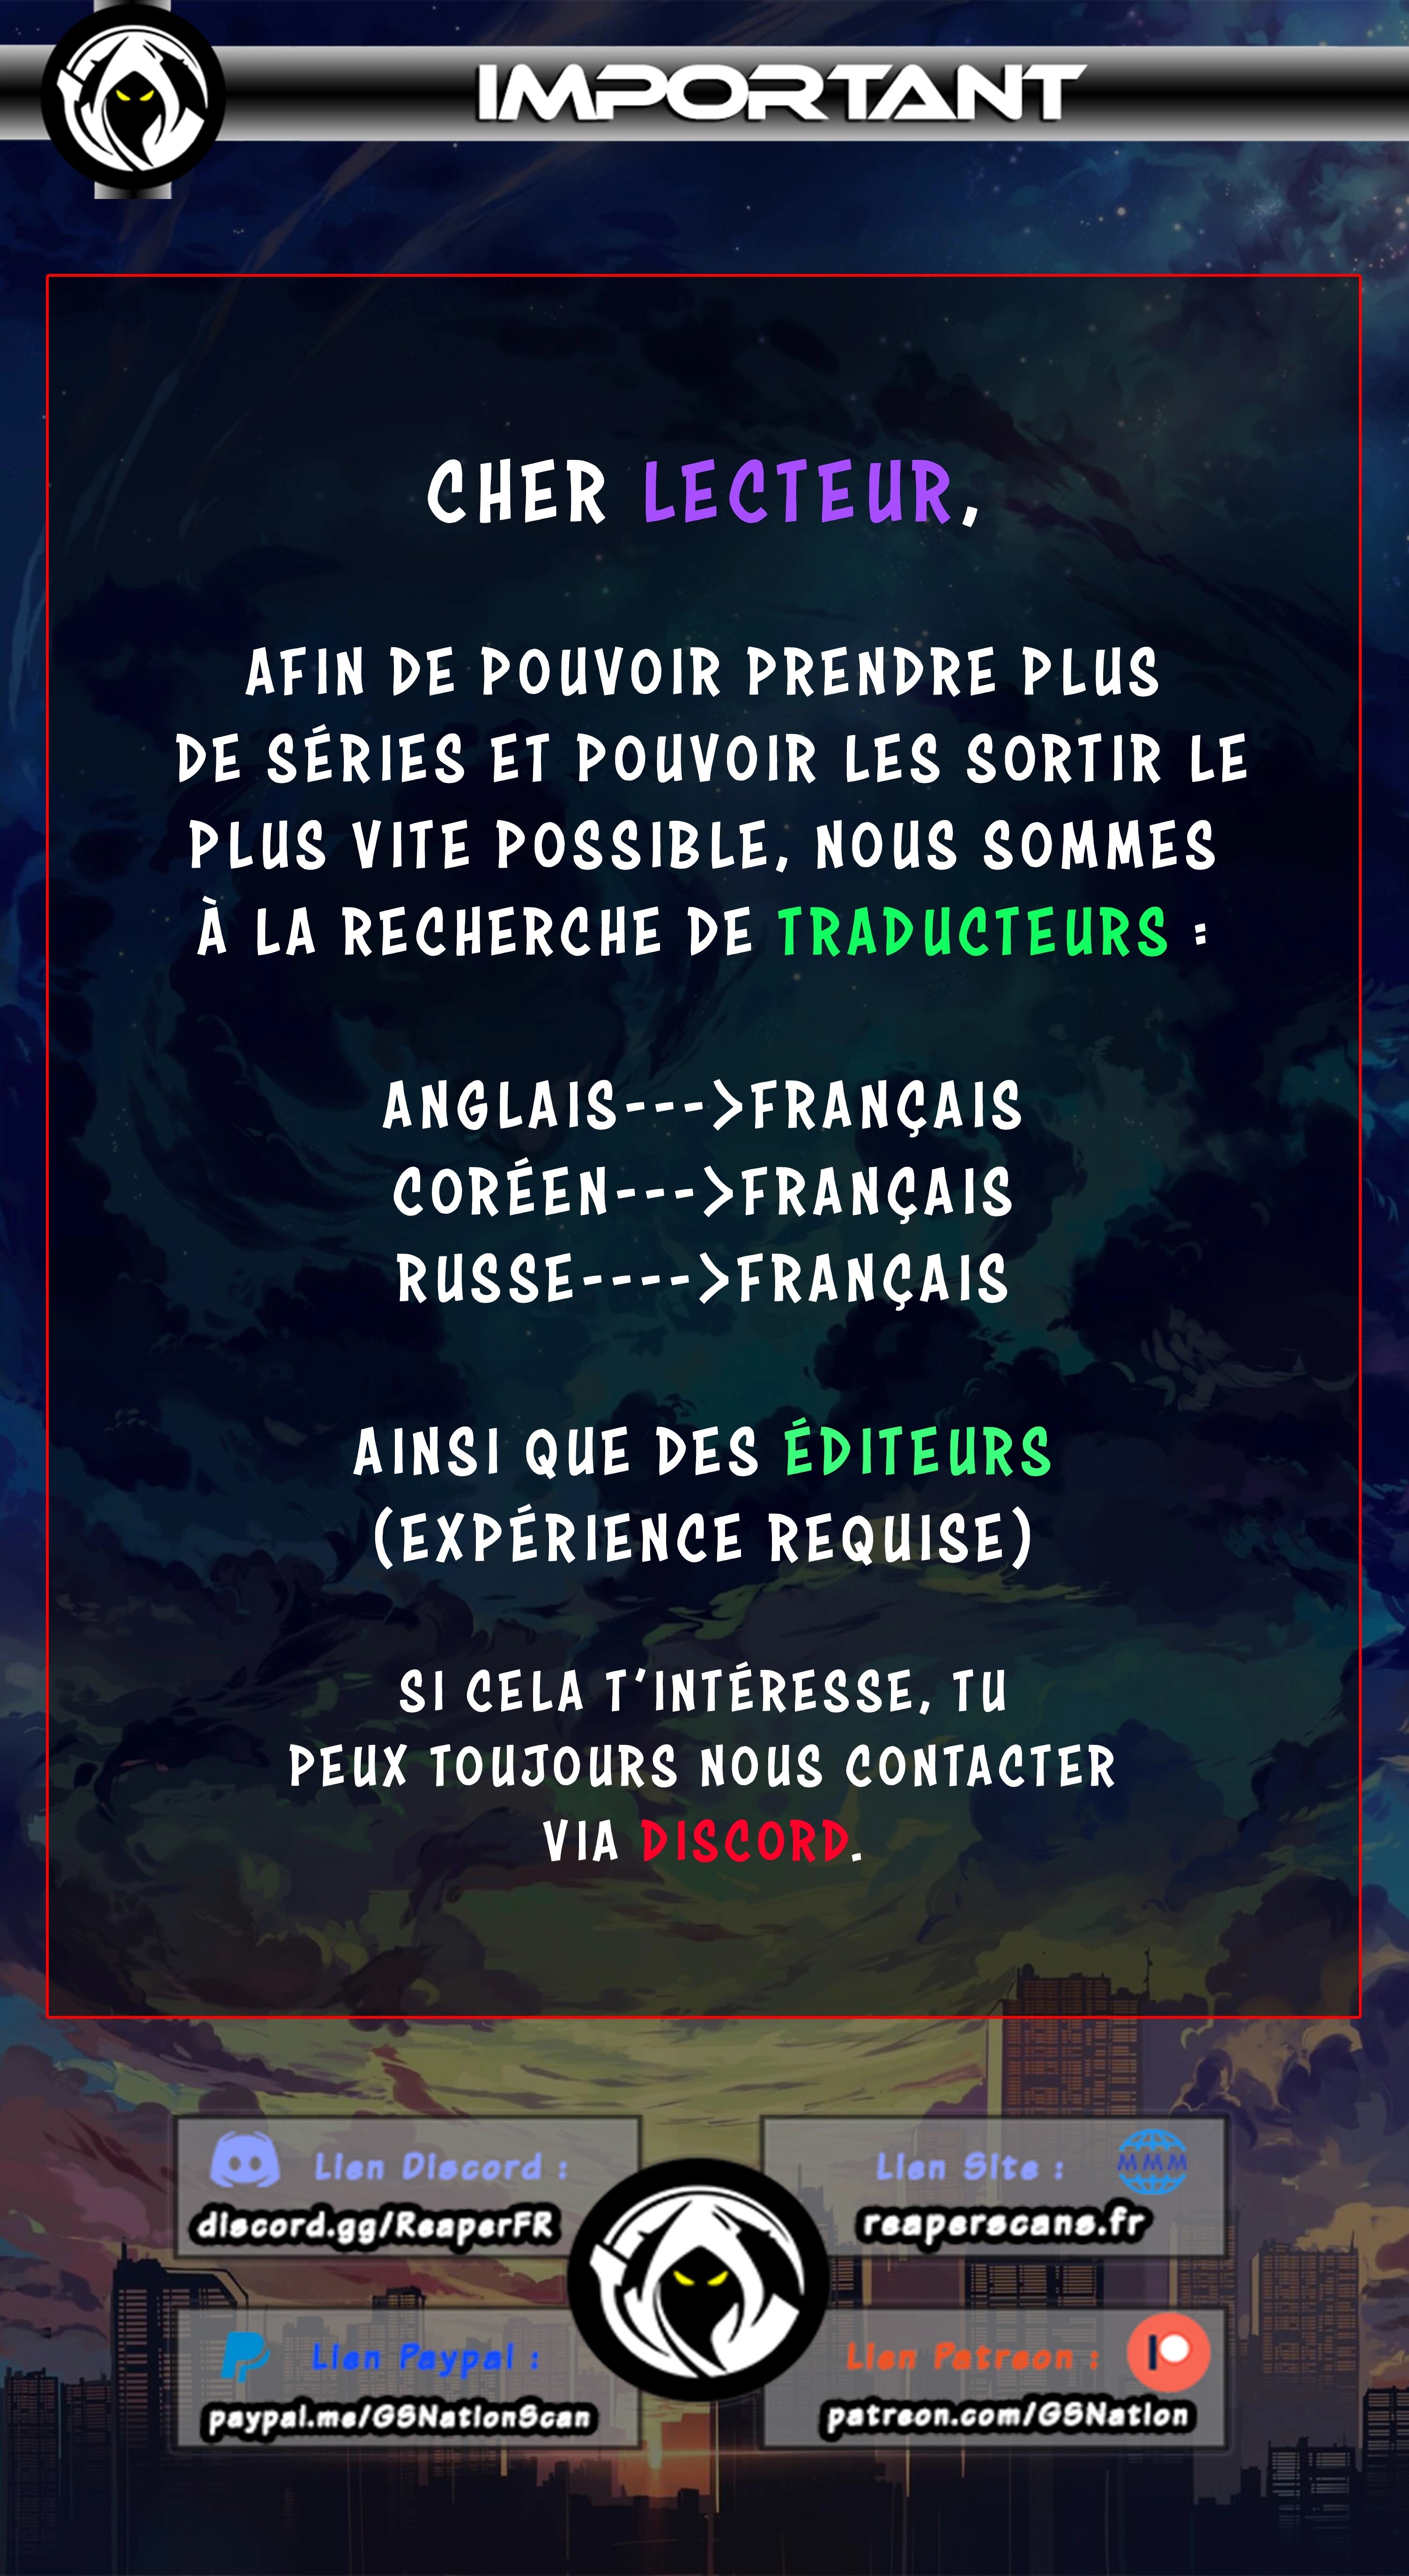 IMPORTANT
CHER LECTEUR,
AFIN DE POUVOIR PRENDRE PLUS
DE SÉRIES ET POUVOIR LES SORTIR LE
PLUS VITE POSSIBLE, NOUS SOMMES
À LA RECHERCHE DE TRADUCTEURS :
ANGLAIS--->FRANÇAIS
CORÉEN--->FRANÇAIS
RUSSE---->FRANÇAIS
AINSI QUE DES ÉDITEURS
(EXPÉRIENCE REQUISE)
SI CELA T'INTÉRESSE, TU
PEUX TOUJOURS NOUS CONTACTER
VIA DISCORD.
Lien Discord :
discord.gg/ReaperFR
Lien Site :
reaperscans.fr
Lien Paypal :
paypal.me/GSNationScan
Lien Patreon :
patreon.com/GSNation